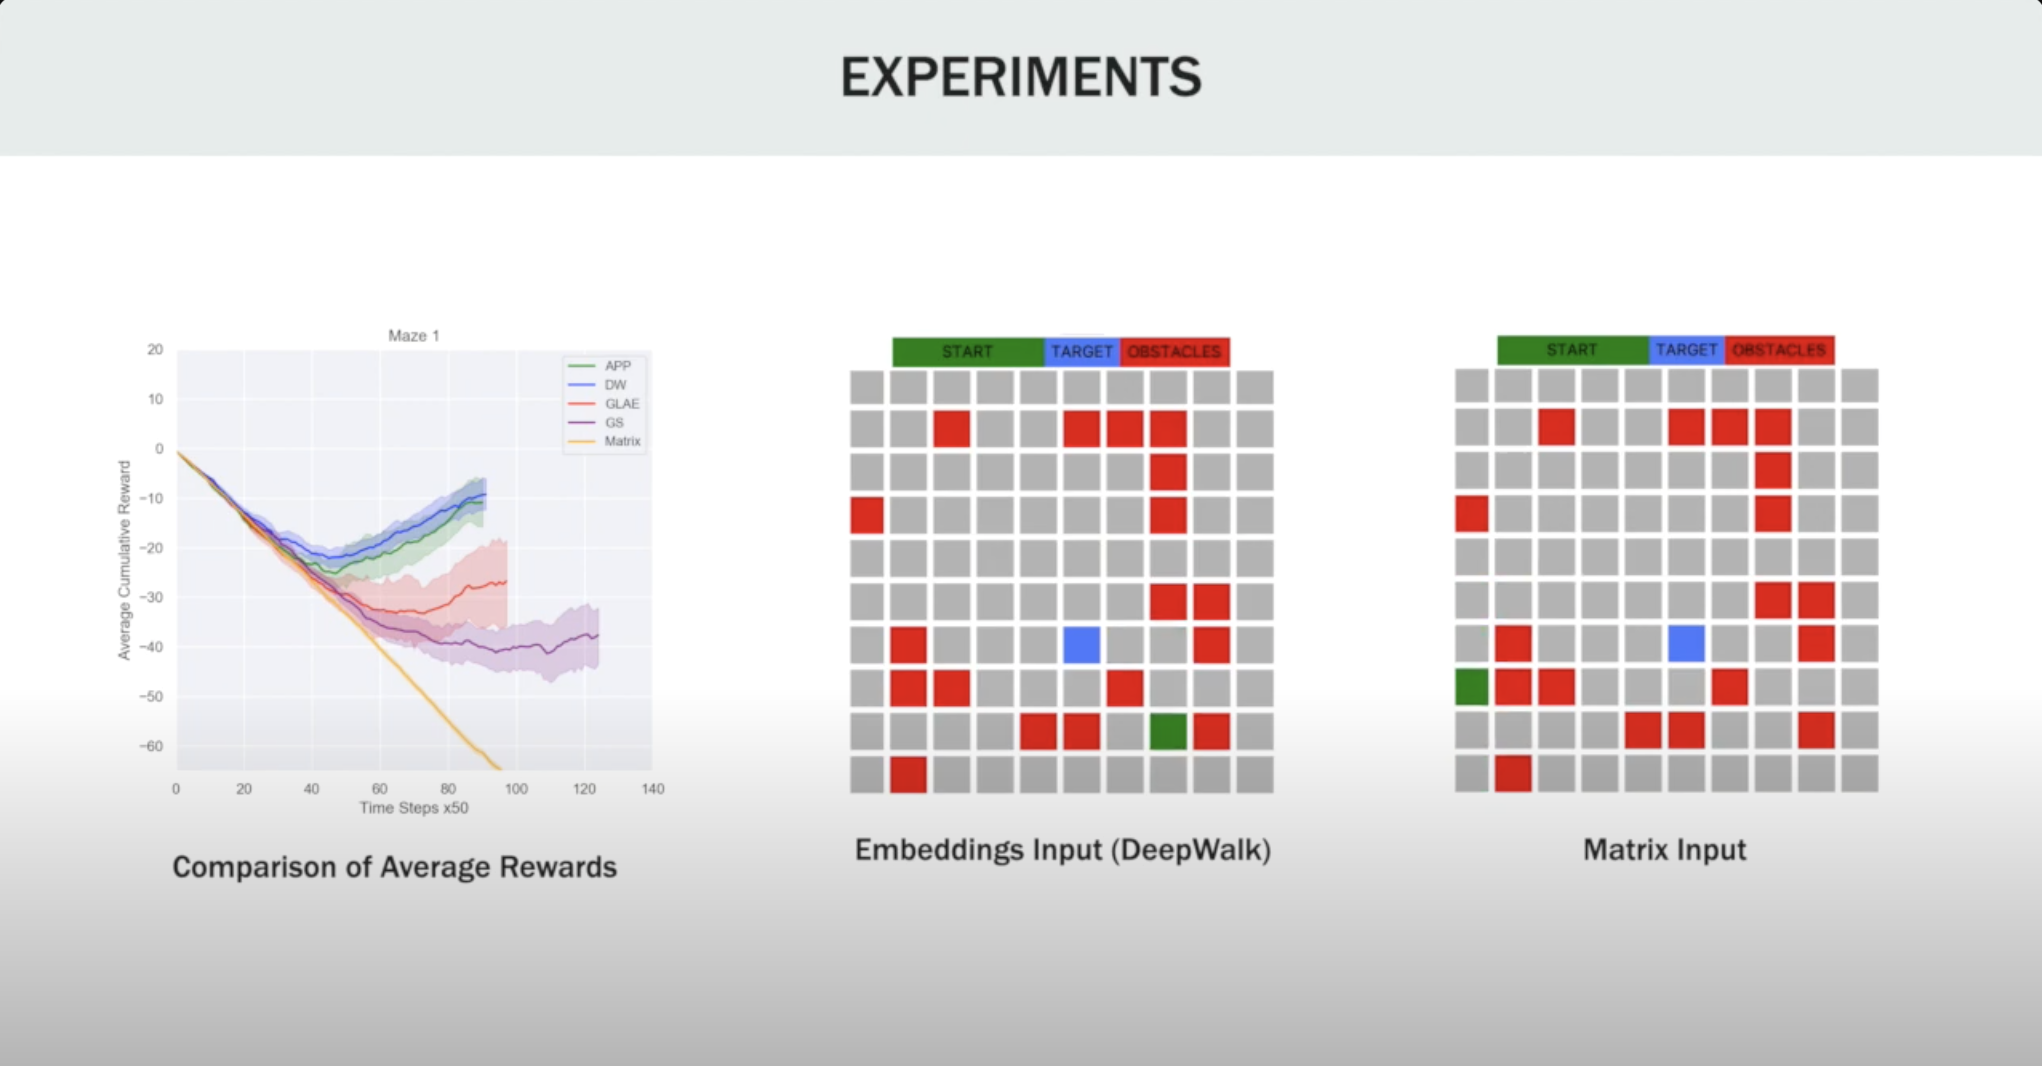 EXPERIMENTS
Maze 1
20
10
0
−10
−20
−30
−40
−50
−60
Average Cumulative Reward
APP
DW
GLAE
GS
Matrix
0 20 40 60 80 100 120 140
Time Steps x50
Comparison of Average Rewards
START TARGET OBSTACLES
Embeddings Input (DeepWalk)
START TARGET OBSTACLES
Matrix Input